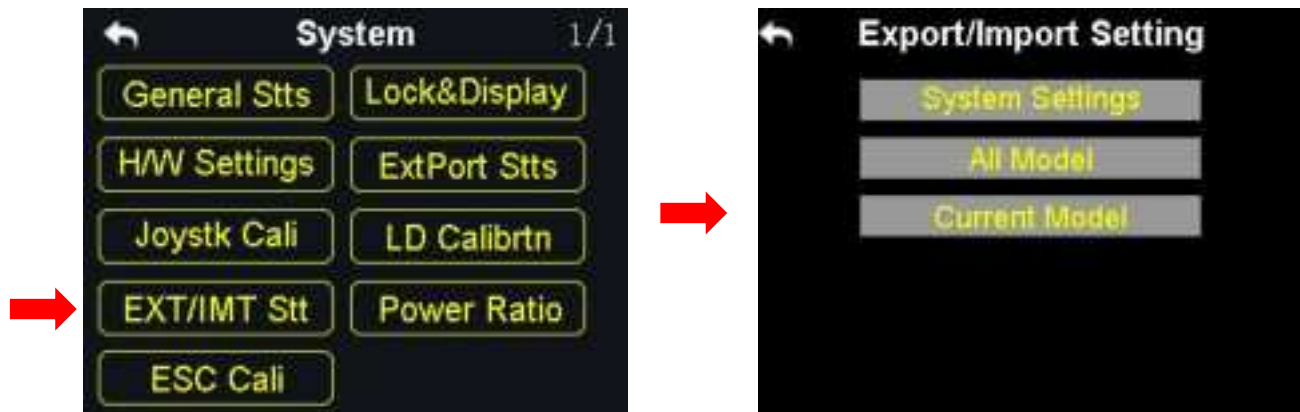 System 1/1
General Stts
Lock&Display
H/W Settings
ExtPort Stts
Joystk Cali
LD Calibrtn
EXT/IMT Stt
Power Ratio
ESC Cali
Export/Import Setting
System Settings
All Model
Current Model